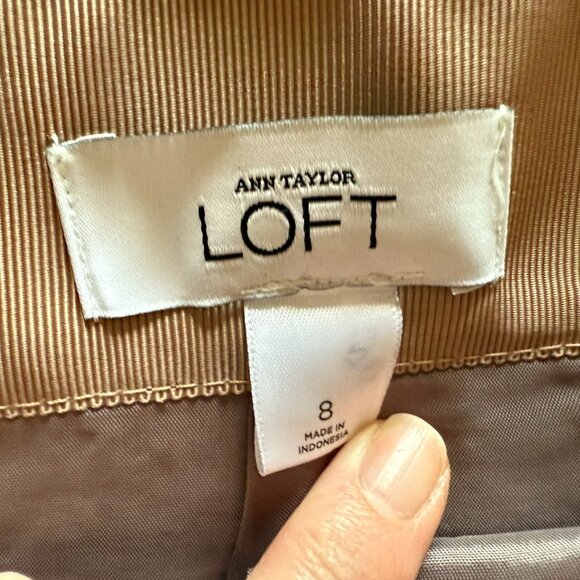 ANN TAYLOR
LOFT
8
MADE IN
INDONESIA